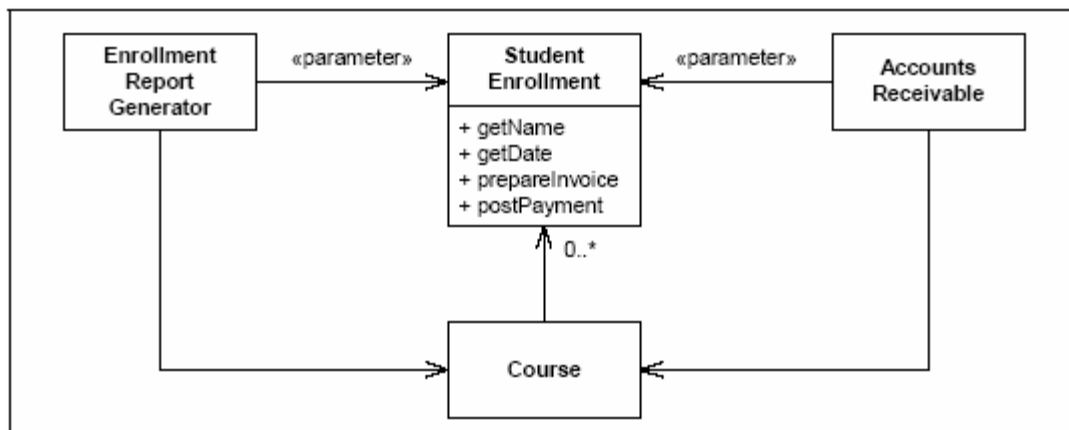 Enrollment
Report
Generator
«parameter»
Student
Enrollment
+ getName
+ getDate
+ prepareInvoice
+ postPayment
«parameter»
Accounts
Receivable
0..*
Course